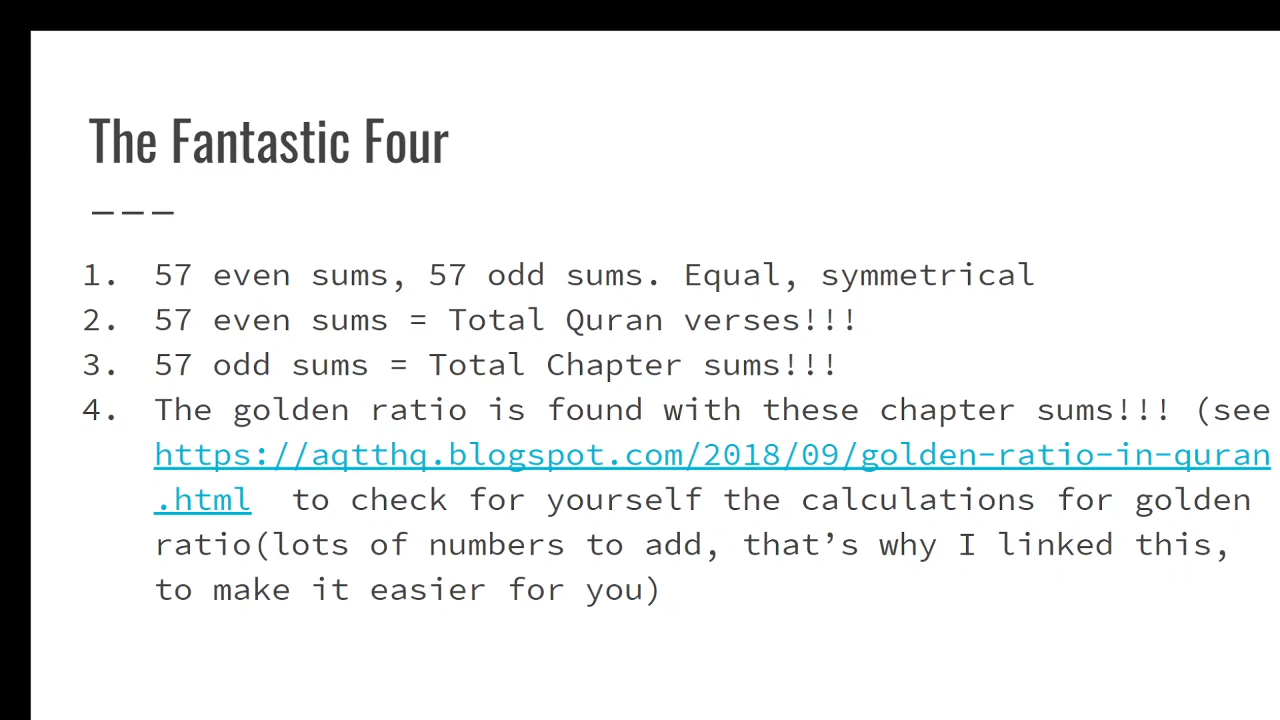 The Fantastic Four
———
1. 57 even sums, 57 odd sums. Equal, symmetrical
2. 57 even sums = Total Quran verses!!!
3. 57 odd sums = Total Chapter sums!!!
4. The golden ratio is found with these chapter sums!!! (see
https://aqtthq.blogspot.com/2018/09/golden-ratio-in-quran
.html to check for yourself the calculations for golden
ratio(lots of numbers to add, that’s why I linked this,
to make it easier for you)